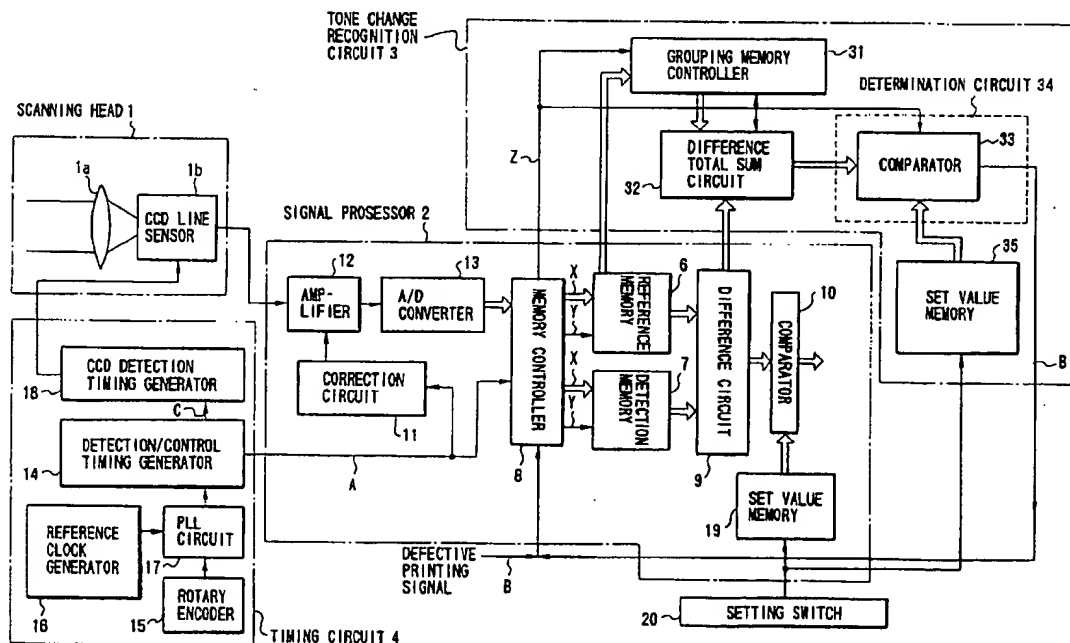 TONE CHANGE
RECOGNITION
CIRCUIT 3
31
GROUPING MEMORY
CONTROLLER
DETERMINATION CIRCUIT 34
SCANNING HEAD 1
1a
1b
CCD LINE
SENSOR
Z
DIFFERENCE
TOTAL SUM
CIRCUIT
32
33
COMPARATOR
SIGNAL PROSESSOR 2
12
AMP-
LIFIER
13
A/D
CONVERTER
MEMORY CONTROLLER
8
X
Y
6
REFERENCE
MEMORY
X
Y
7
DETECTION
MEMORY
DIFFERENCE CIRCUIT
9
10
COMPARATOR
35
SET VALUE
MEMORY
B
CORRECTION
CIRCUIT
11
CCD DETECTION
TIMING GENERATOR
18
C
DETECTION/CONTROL
TIMING GENERATOR
14
A
SET VALUE
MEMORY
19
REFERENCE
CLOCK
GENERATOR
16
PLL
CIRCUIT
17
ROTARY
ENCODER
15
TIMING CIRCUIT 4
DEFECTIVE
PRINTING
SIGNAL
B
20
SETTING SWITCH